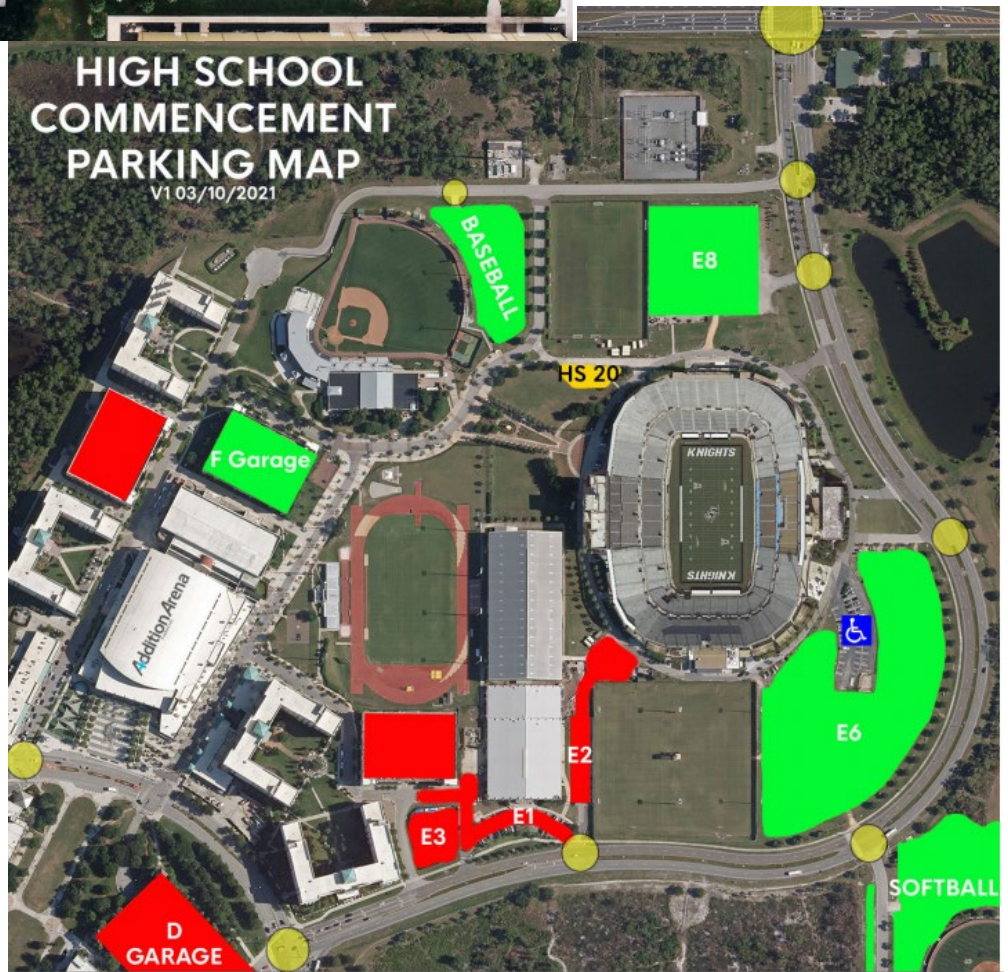 HIGH SCHOOL
COMMENCEMENT
PARKING MAP
V1 03/10/2021
BASEBALL
E8
HS 20
F Garage
KNIGHTS
KNIGHTS
Addition Arena
E6
E2
E1
E3
D
GARAGE
SOFTBALL